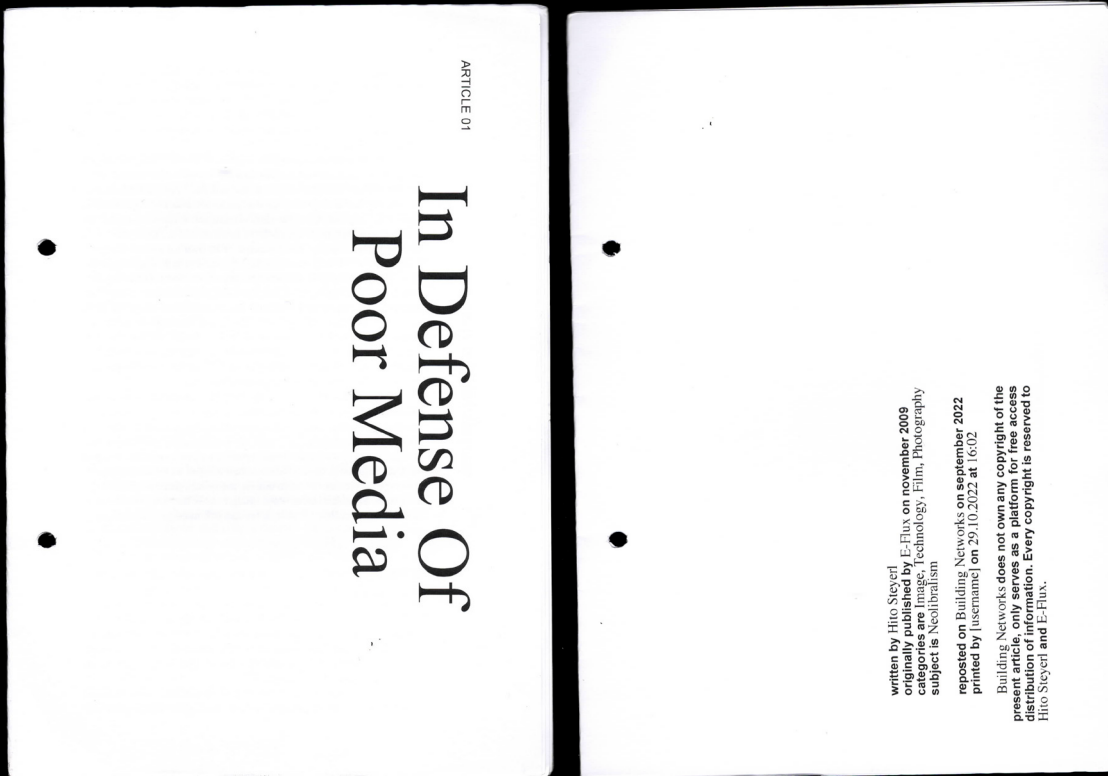 ARTICLE 01
In Defense Of
Poor Media
written by Hito Steyerl
originally published by E-Flux on november 2009
categories are Image, Technology, Film, Photography
subject is Neolibralism
reposted on Building Networks on september 2022
printed by [username] on 29.10.2022 at 16:02
Building Networks does not own any copyright of the
present article, only serves as a platform for free access
distribution of information. Every copyright is reserved to
Hito Steyerl and E-Flux.